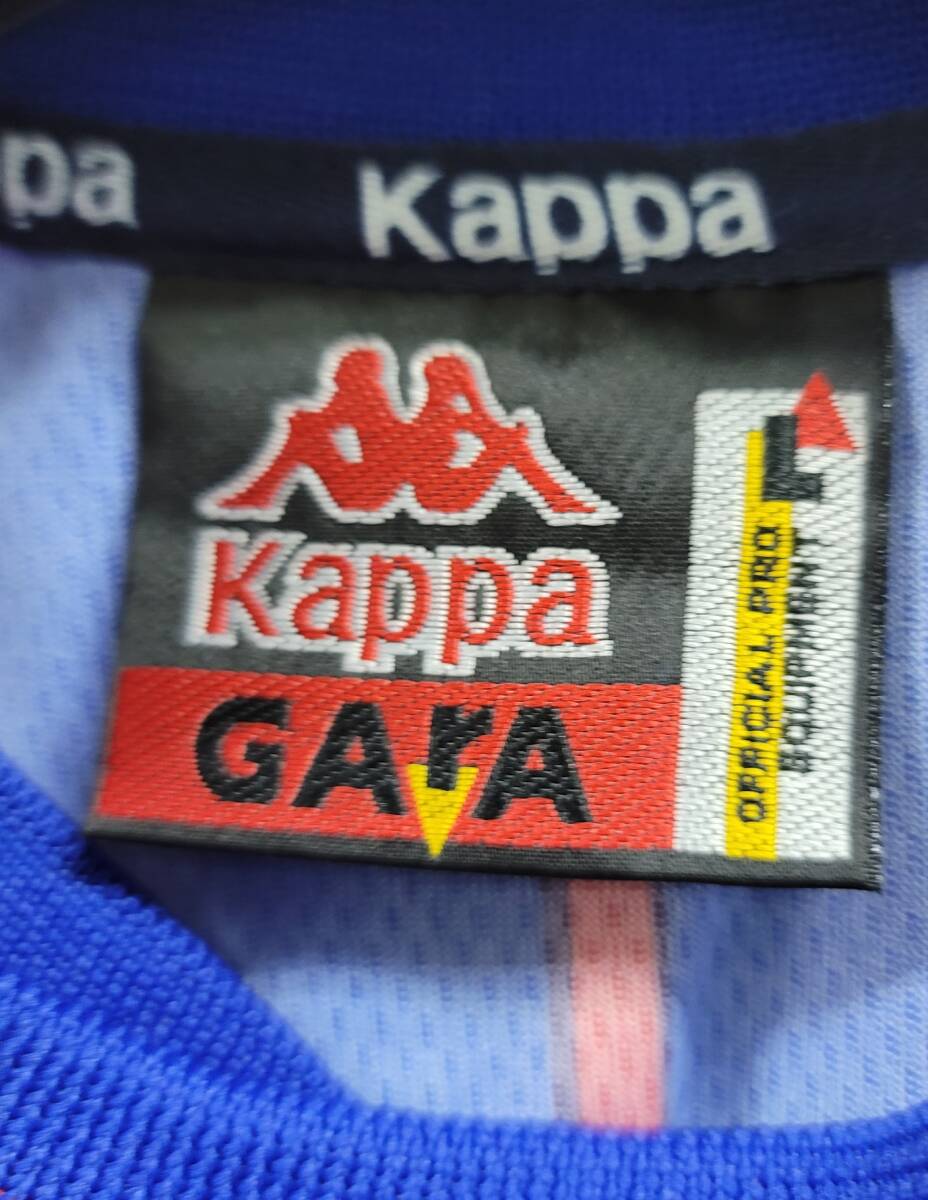 ppa Kappa
Kappa
GArA
L
OFFICIAL PRO
EQUIPMENT